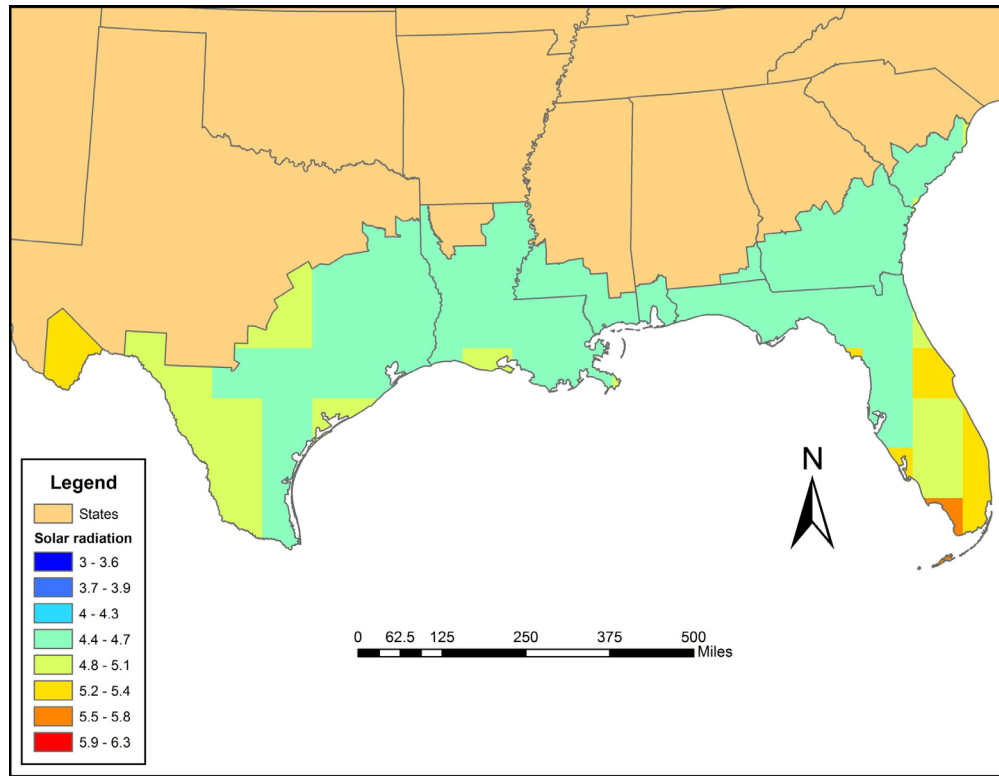 N
Legend
States
Solar radiation
3 - 3.6
3.7 - 3.9
4 - 4.3
4.4 - 4.7
4.8 - 5.1
5.2 - 5.4
5.5 - 5.8
5.9 - 6.3
0 62.5 125 250 375 500
Miles